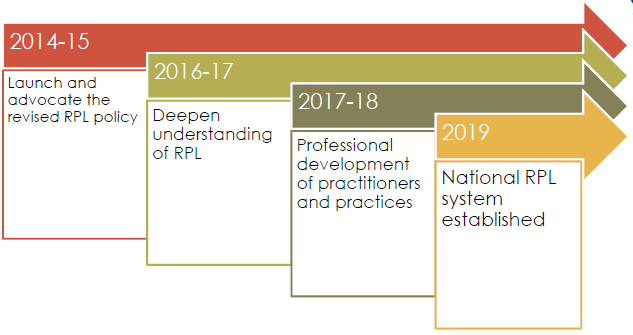 2014-15
Launch and
advocate the
revised RPL policy
2016-17
Deepen
understanding
of RPL
2017-18
Professional
development
of practitioners
and practices
2019
National RPL
system
established